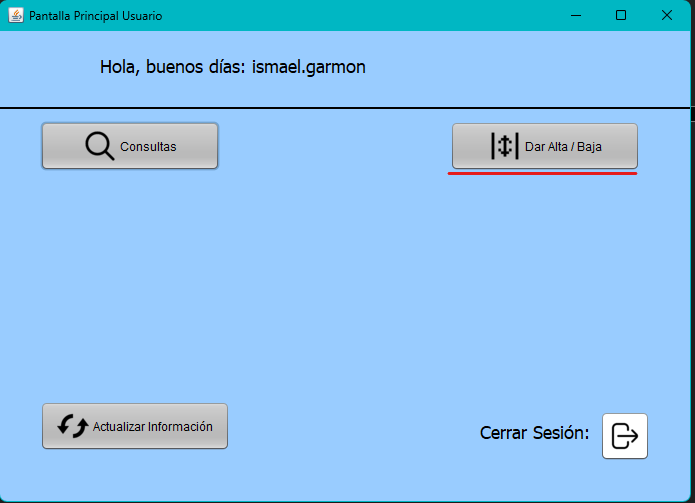 Pantalla Principal Usuario
Hola, buenos días: ismael.garmon
Consultas
Dar Alta / Baja
Actualizar Información
Cerrar Sesión: